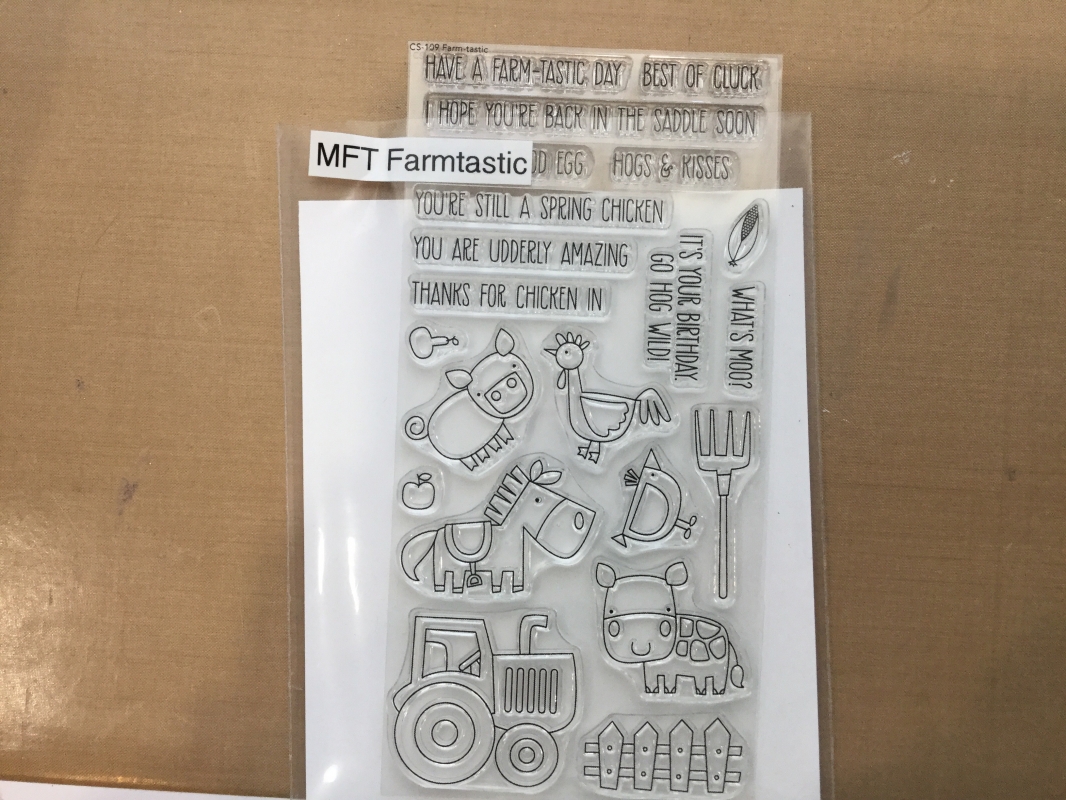 CS-109 Farm-tastic
HAVE A FARM-TASTIC DAY
BEST OF CLUCK
I HOPE YOU'RE BACK IN THE SADDLE SOON
MFT Farmtastic
EGG
HOGS & KISSES
YOU'RE STILL A SPRING CHICKEN
YOU ARE UDDERLY AMAZING
THANKS FOR CHICKEN IN
IT'S YOUR BIRTHDAY,
GO HOG WILD!
WHAT'S MOO?